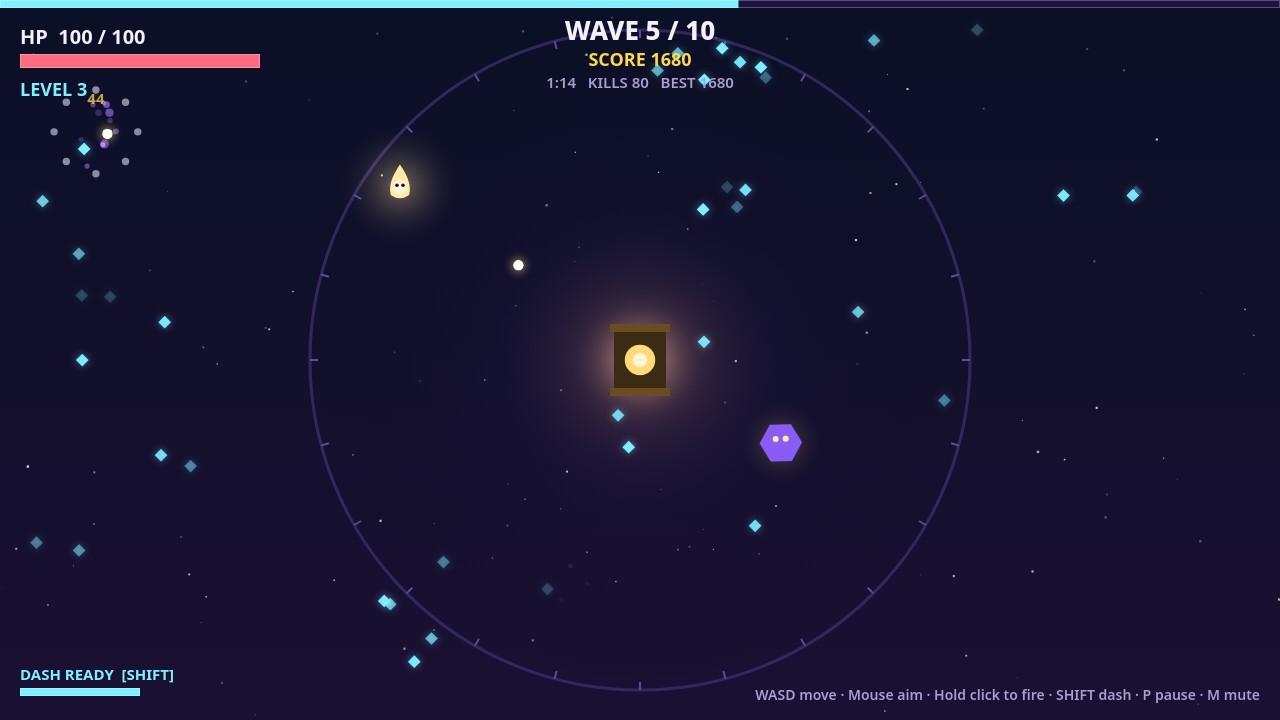 WAVE 5 / 10
HP 100 / 100
SCORE 1680
1:14 KILLS 80 BEST 1680
LEVEL 3
44
DASH READY [SHIFT]
WASD move · Mouse aim · Hold click to fire · SHIFT dash · P pause · M mute